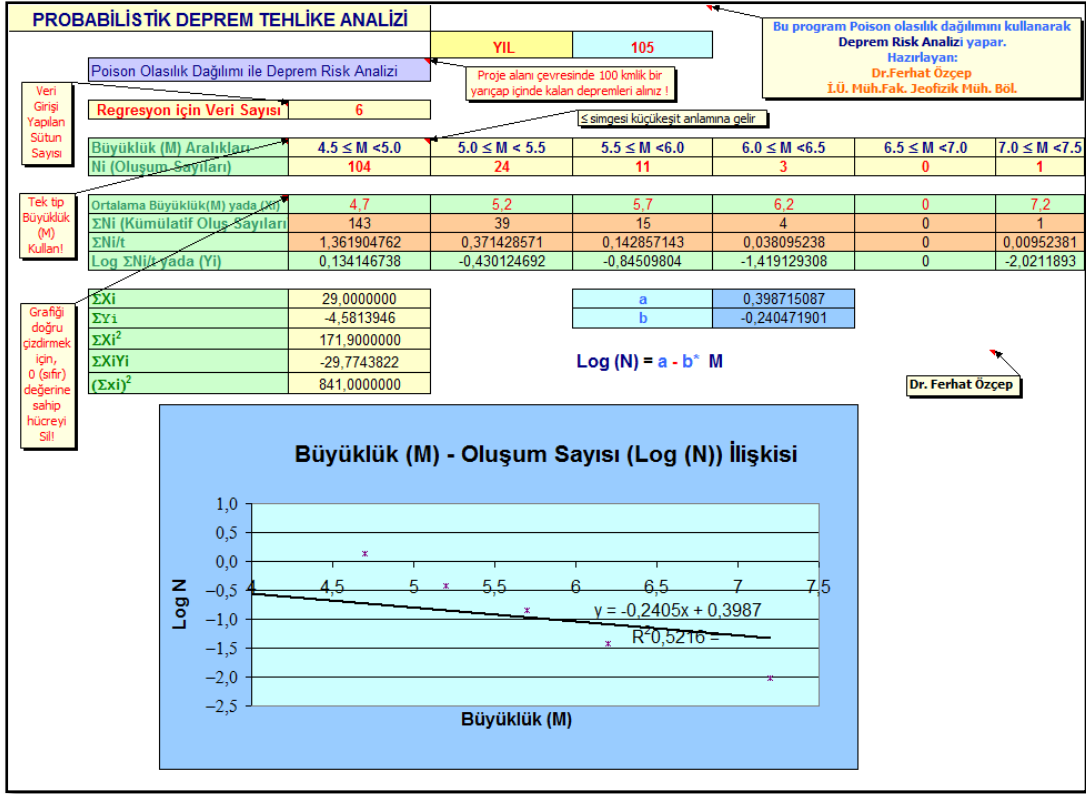 PROBABİLİSTİK DEPREM TEHLİKE ANALİZİ
YIL 105
Bu program Poison olasılık dağılımını kullanarak
Deprem Risk Analizi yapar.
Hazırlayan:
Dr.Ferhat Özçep
İ.Ü. Müh.Fak. Jeofizik Müh. Böl.
Poison Olasılık Dağılımı ile Deprem Risk Analizi
Proje alanı çevresinde 100 kmlik bir
yarıçap içinde kalan depremleri alınız !
Veri
Girişi
Yapılan
Sütun
Sayısı
Regresyon için Veri Sayısı 6
≤ simgesi küçükeşit anlamına gelir
Büyüklük (M) Aralıkları 4.5 ≤ M <5.0 5.0 ≤ M < 5.5 5.5 ≤ M <6.0 6.0 ≤ M <6.5 6.5 ≤ M <7.0 7.0 ≤ M <7.5
Ni (Oluşum Sayıları) 104 24 11 3 0 1
Tek tip
Büyüklük
(M)
Kullan!
Ortalama Büyüklük(M) yada (Xi) 4,7 5,2 5,7 6,2 0 7,2
ΣNi (Kümülatif Oluş Sayıları 143 39 15 4 0 1
ΣNi/t 1,361904762 0,371428571 0,142857143 0,038095238 0 0,00952381
Log ΣNi/t yada (Yi) 0,134146738 -0,430124692 -0,84509804 -1,419129308 0 -2,0211893
Grafiği
doğru
çizdirmek
için,
0 (sıfır)
değerine
sahip
hücreyi
Sil!
ΣXi 29,0000000
ΣYi -4,5813946
ΣXi² 171,9000000
ΣXiYi -29,7743822
(Σxi)² 841,0000000
a 0,398715087
b -0,240471901
Log (N) = a - b* M
Dr. Ferhat Özçep
Büyüklük (M) - Oluşum Sayısı (Log (N)) İlişkisi
1,0
0,5
0,0
−0,5
−1,0
−1,5
−2,0
−2,5
4 4,5 5 5,5 6 6,5 7 7,5
y = -0,2405x + 0,3987
R²0,5216 =
Log N
Büyüklük (M)